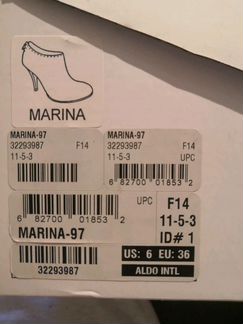 MARINA
MARINA-97
32293987 F14
11-5-3
MARINA-97
32293987 F14
11-5-3 UPC
6 82700 01853 2
6 82700 01853 2
UPC
MARINA-97
32293987
F14
11-5-3
ID# 1
US: 6 EU: 36
ALDO INTL